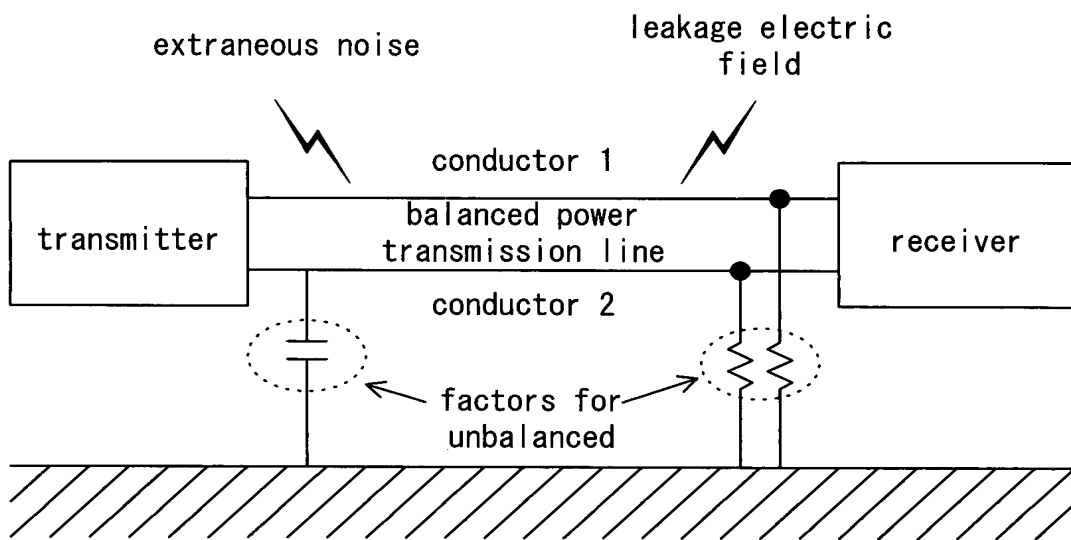 extraneous noise
leakage electric
field
conductor 1
transmitter
balanced power
transmission line
receiver
conductor 2
factors for
unbalanced